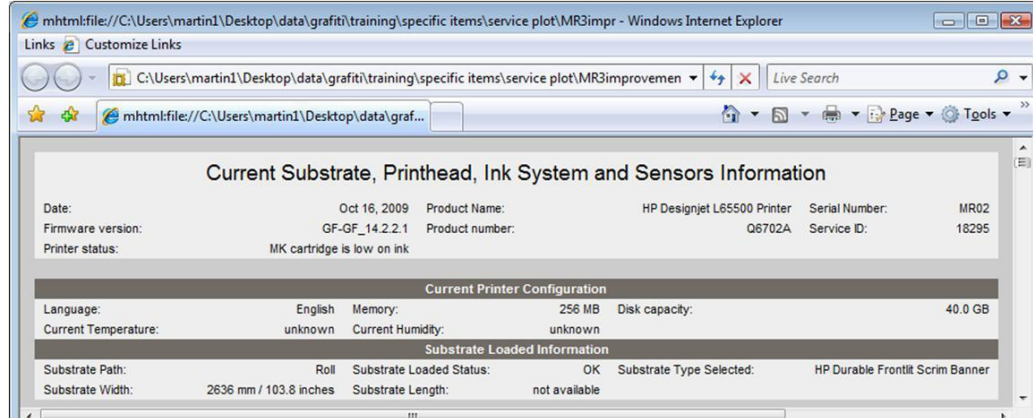 mhtml:file://C:\Users\martin1\Desktop\data\grafiti\training\specific items\service plot\MR3impr - Windows Internet Explorer
Links Customize Links
C:\Users\martin1\Desktop\data\grafiti\training\specific items\service plot\MR3improvemen Live Search
mhtml:file://C:\Users\martin1\Desktop\data\graf... Page Tools
Current Substrate, Printhead, Ink System and Sensors Information
Date: Oct 16, 2009 Product Name: HP Designjet L65500 Printer Serial Number: MR02
Firmware version: GF-GF_14.2.2.1 Product number: Q6702A Service ID: 18295
Printer status: MK cartridge is low on ink
Current Printer Configuration
Language: English Memory: 256 MB Disk capacity: 40.0 GB
Current Temperature: unknown Current Humidity: unknown
Substrate Loaded Information
Substrate Path: Roll Substrate Loaded Status: OK Substrate Type Selected: HP Durable Frontlit Scrim Banner
Substrate Width: 2636 mm / 103.8 inches Substrate Length: not available